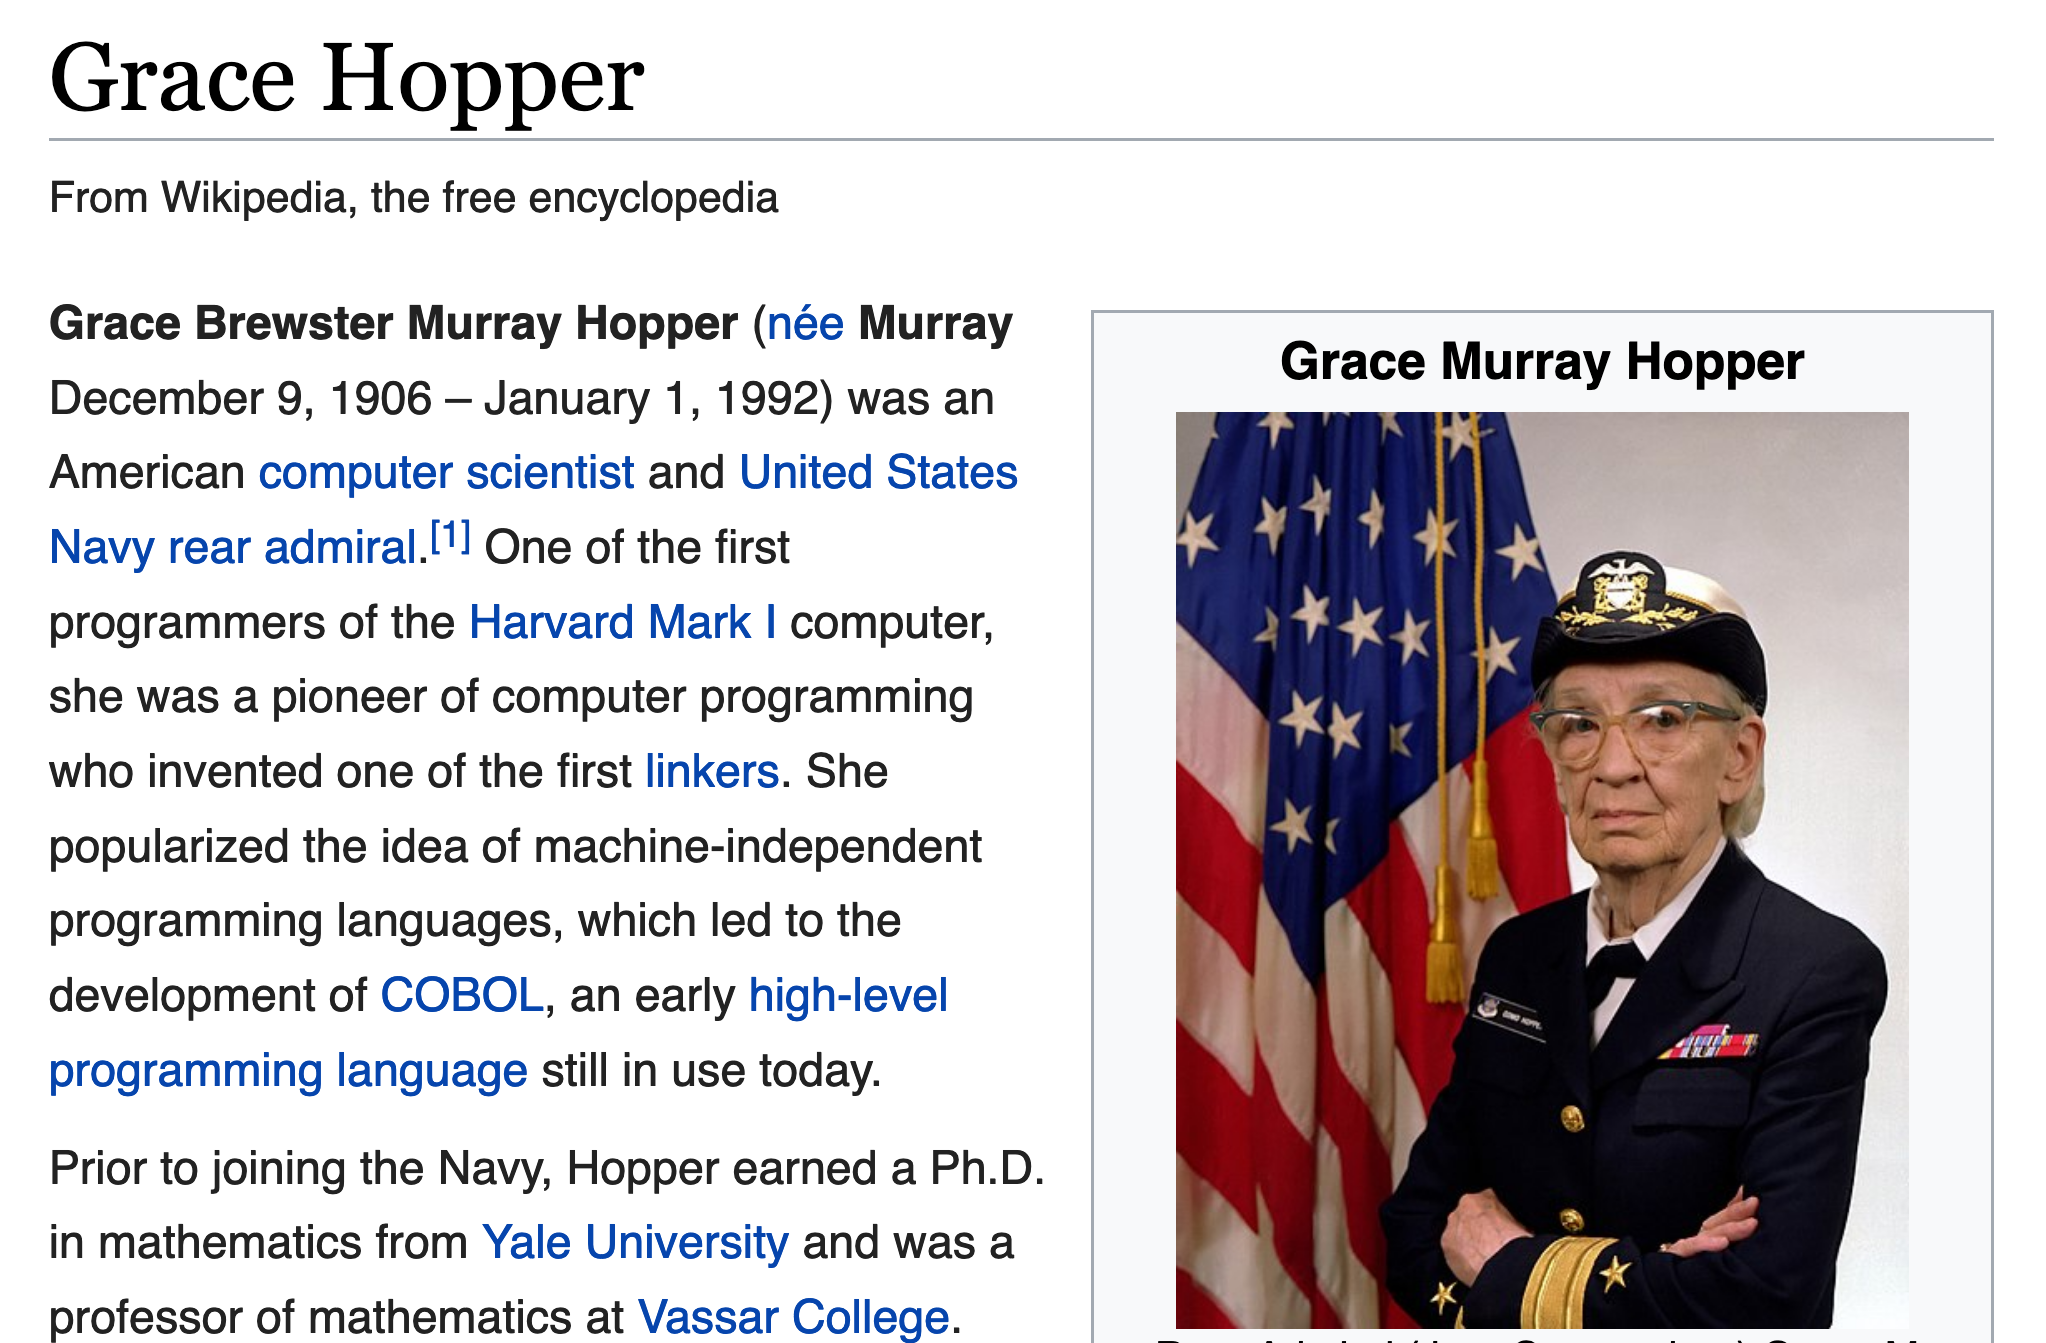 Grace Hopper
From Wikipedia, the free encyclopedia
Grace Brewster Murray Hopper (née Murray
December 9, 1906 – January 1, 1992) was an
American computer scientist and United States
Navy rear admiral.[1] One of the first
programmers of the Harvard Mark I computer,
she was a pioneer of computer programming
who invented one of the first linkers. She
popularized the idea of machine-independent
programming languages, which led to the
development of COBOL, an early high-level
programming language still in use today.
Prior to joining the Navy, Hopper earned a Ph.D.
in mathematics from Yale University and was a
professor of mathematics at Vassar College.
Grace Murray Hopper